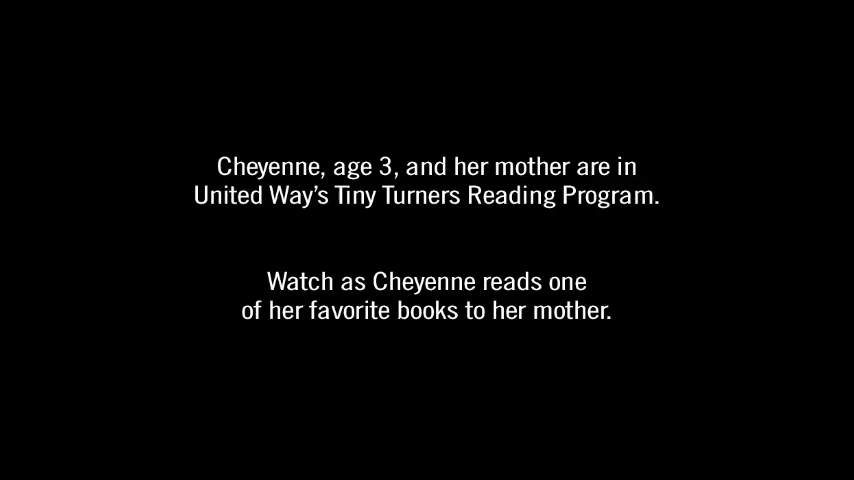 Cheyenne, age 3, and her mother are in
United Way’s Tiny Turners Reading Program.
Watch as Cheyenne reads one
of her favorite books to her mother.